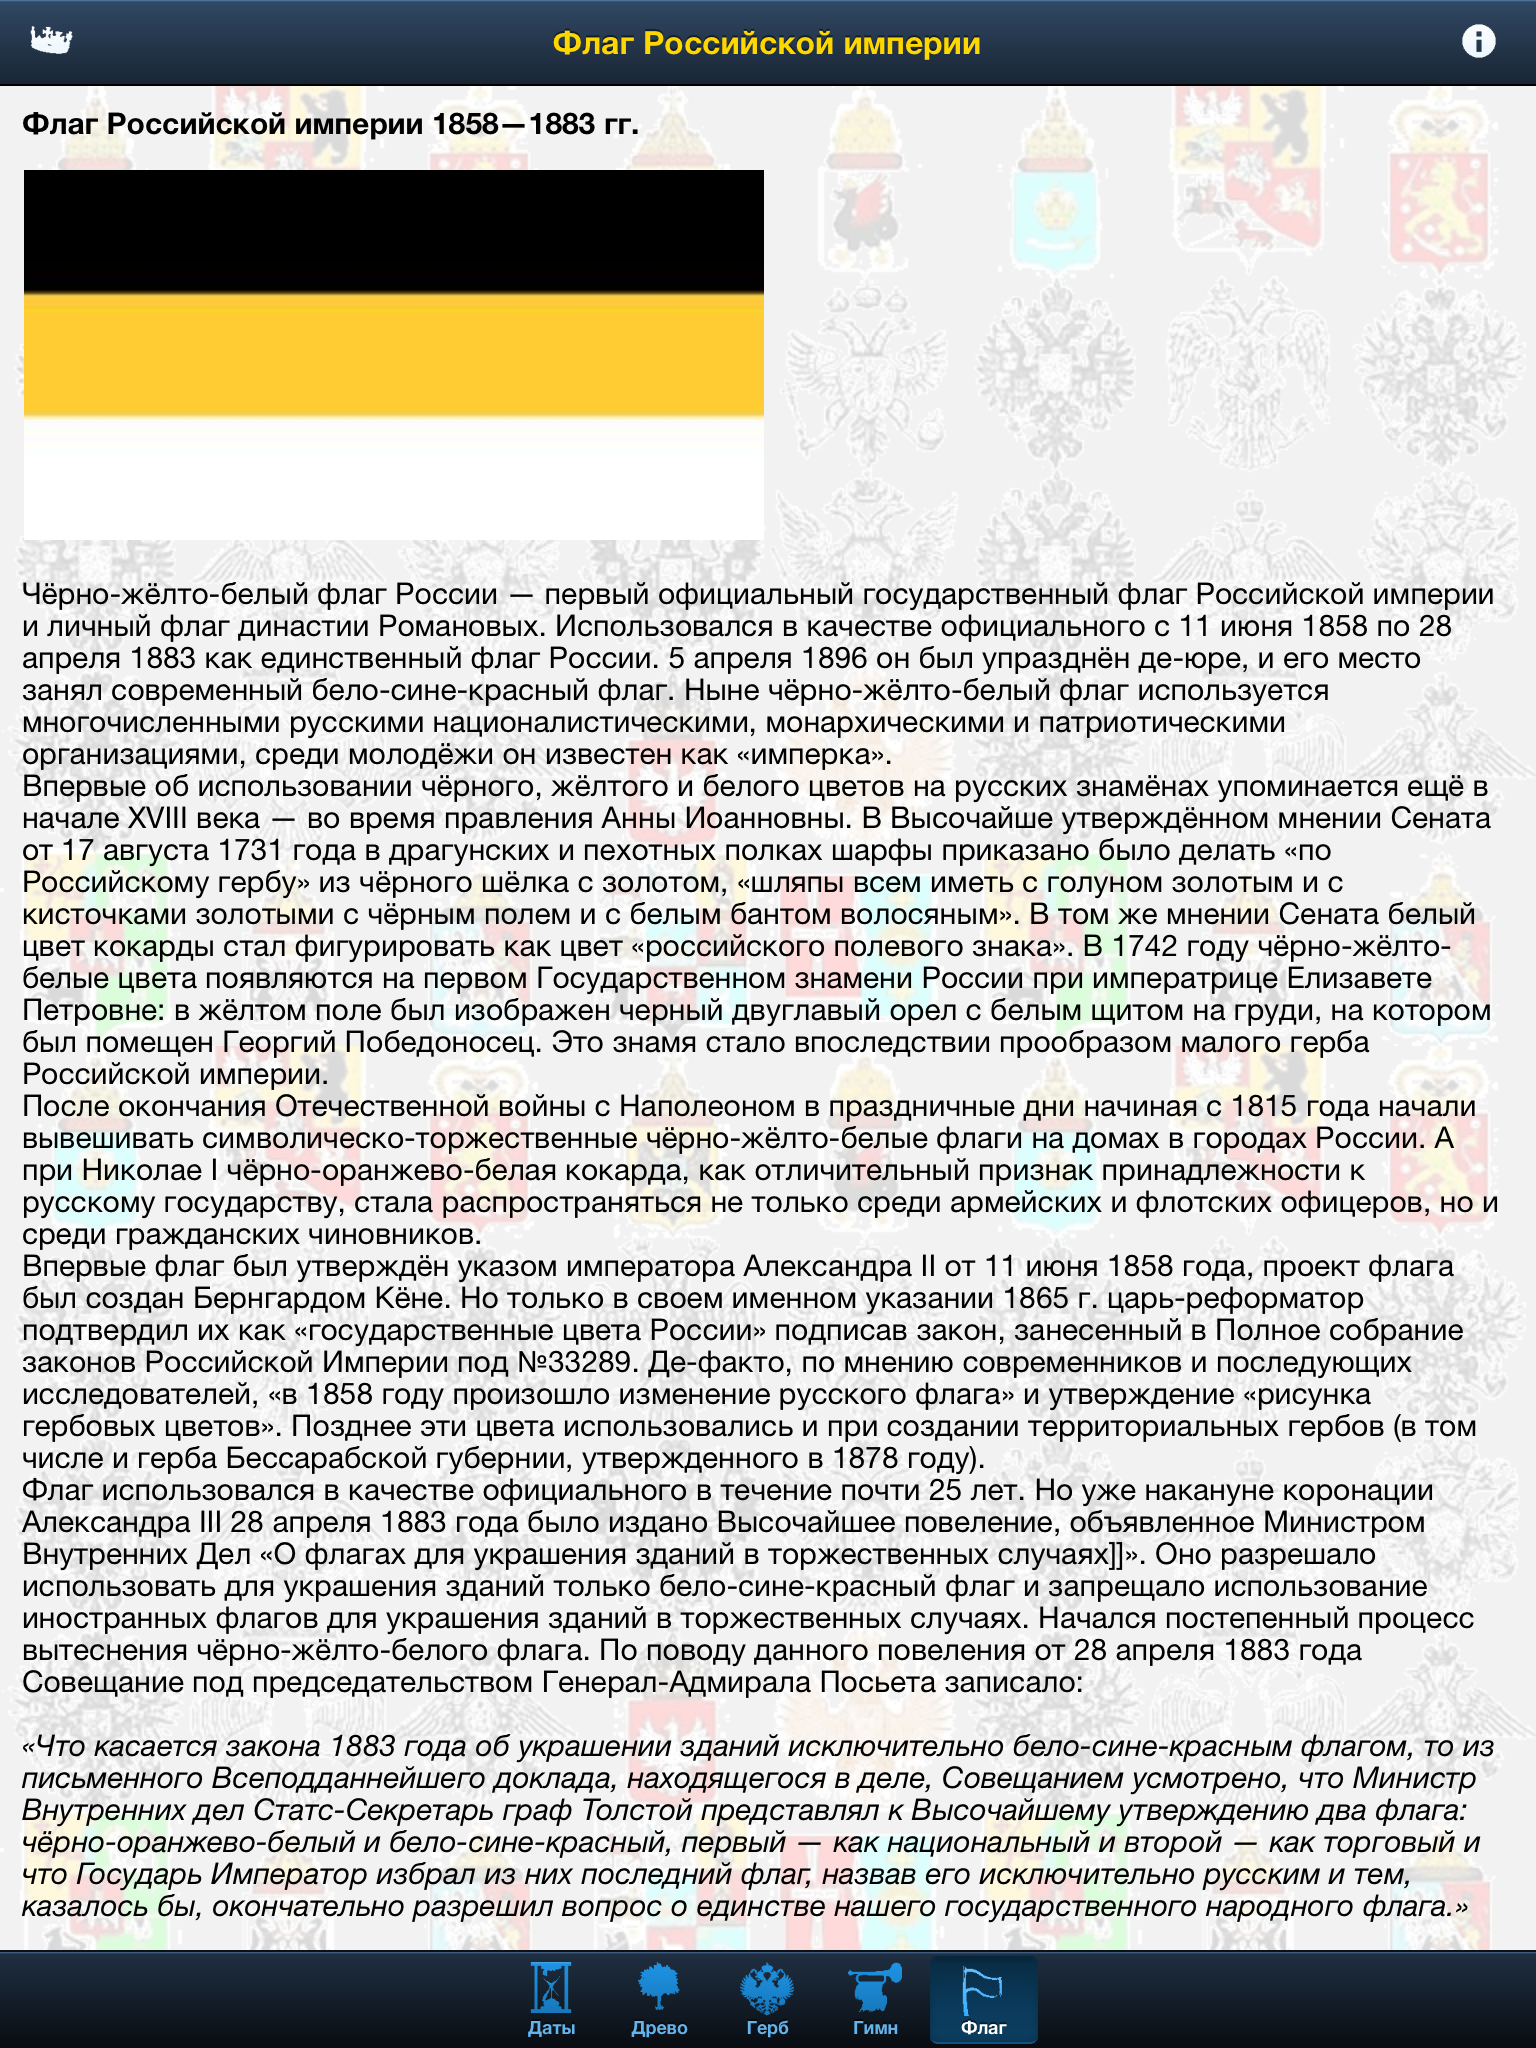 Флаг Российской империи
Флаг Российской империи 1858—1883 гг.
Чёрно-жёлто-белый флаг России — первый официальный государственный флаг Российской империи
и личный флаг династии Романовых. Использовался в качестве официального с 11 июня 1858 по 28
апреля 1883 как единственный флаг России. 5 апреля 1896 он был упразднён де-юре, и его место
занял современный бело-сине-красный флаг. Ныне чёрно-жёлто-белый флаг используется
многочисленными русскими националистическими, монархическими и патриотическими
организациями, среди молодёжи он известен как «имперка».
Впервые об использовании чёрного, жёлтого и белого цветов на русских знамёнах упоминается ещё в
начале XVIII века — во время правления Анны Иоанновны. В Высочайше утверждённом мнении Сената
от 17 августа 1731 года в драгунских и пехотных полках шарфы приказано было делать «по
Российскому гербу» из чёрного шёлка с золотом, «шляпы всем иметь с голуном золотым и с
кисточками золотыми с чёрным полем и с белым бантом волосяным». В том же мнении Сената белый
цвет кокарды стал фигурировать как цвет «российского полевого знака». В 1742 году чёрно-жёлто-
белые цвета появляются на первом Государственном знамени России при императрице Елизавете
Петровне: в жёлтом поле был изображен черный двуглавый орел с белым щитом на груди, на котором
был помещен Георгий Победоносец. Это знамя стало впоследствии прообразом малого герба
Российской империи.
После окончания Отечественной войны с Наполеоном в праздничные дни начиная с 1815 года начали
вывешивать символическо-торжественные чёрно-жёлто-белые флаги на домах в городах России. А
при Николае I чёрно-оранжево-белая кокарда, как отличительный признак принадлежности к
русскому государству, стала распространяться не только среди армейских и флотских офицеров, но и
среди гражданских чиновников.
Впервые флаг был утверждён указом императора Александра II от 11 июня 1858 года, проект флага
был создан Бернгардом Кёне. Но только в своем именном указании 1865 г. царь-реформатор
подтвердил их как «государственные цвета России» подписав закон, занесенный в Полное собрание
законов Российской Империи под №33289. Де-факто, по мнению современников и последующих
исследователей, «в 1858 году произошло изменение русского флага» и утверждение «рисунка
гербовых цветов». Позднее эти цвета использовались и при создании территориальных гербов (в том
числе и герба Бессарабской губернии, утвержденного в 1878 году).
Флаг использовался в качестве официального в течение почти 25 лет. Но уже накануне коронации
Александра III 28 апреля 1883 года было издано Высочайшее повеление, объявленное Министром
Внутренних Дел «О флагах для украшения зданий в торжественных случаях]]». Оно разрешало
использовать для украшения зданий только бело-сине-красный флаг и запрещало использование
иностранных флагов для украшения зданий в торжественных случаях. Начался постепенный процесс
вытеснения чёрно-жёлто-белого флага. По поводу данного повеления от 28 апреля 1883 года
Совещание под председательством Генерал-Адмирала Посьета записало:
«Что касается закона 1883 года об украшении зданий исключительно бело-сине-красным флагом, то из
письменного Всеподданнейшего доклада, находящегося в деле, Совещанием усмотрено, что Министр
Внутренних дел Статс-Секретарь граф Толстой представлял к Высочайшему утверждению два флага:
чёрно-оранжево-белый и бело-сине-красный, первый — как национальный и второй — как торговый и
что Государь Император избрал из них последний флаг, назвав его исключительно русским и тем,
казалось бы, окончательно разрешил вопрос о единстве нашего государственного народного флага.»
Даты Древо Герб Гимн Флаг